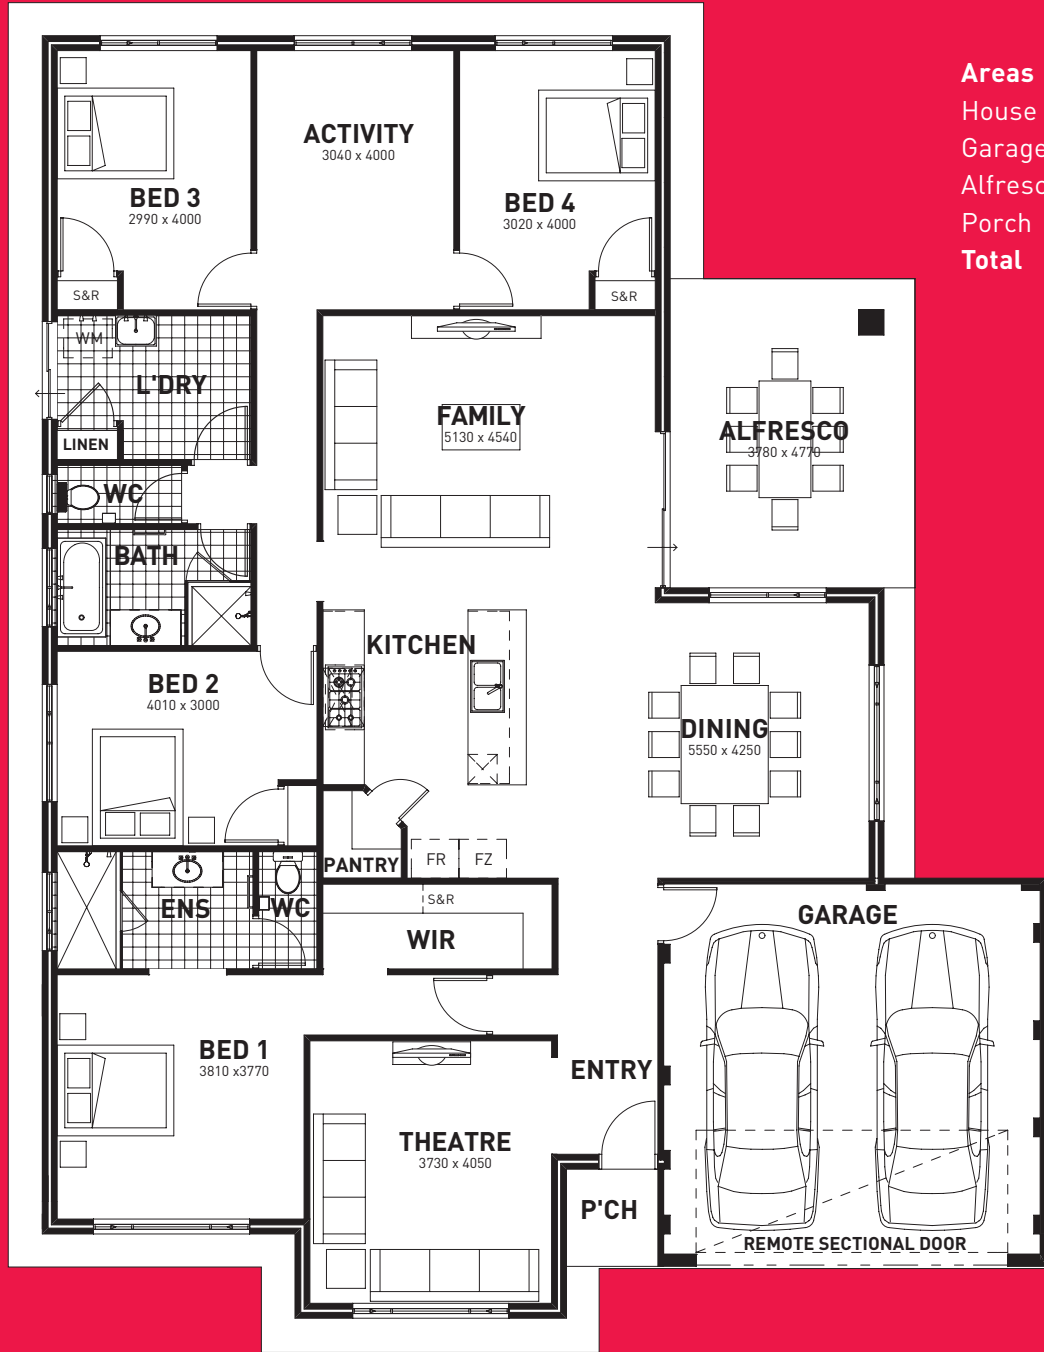 Areas
House
Garage
Alfresc
Porch
Total
ACTIVITY
3040 x 4000
BED 3
2990 x 4000
BED 4
3020 x 4000
S&R
S&R
WM
L'DRY
LINEN
FAMILY
5130 x 4540
ALFRESCO
3780 x 4770
WC
BATH
KITCHEN
BED 2
4010 x 3000
DINING
5550 x 4250
PANTRY
FR
FZ
S&R
ENS
WC
WIR
GARAGE
BED 1
3810 x3770
ENTRY
THEATRE
3730 x 4050
P'CH
REMOTE SECTIONAL DOOR